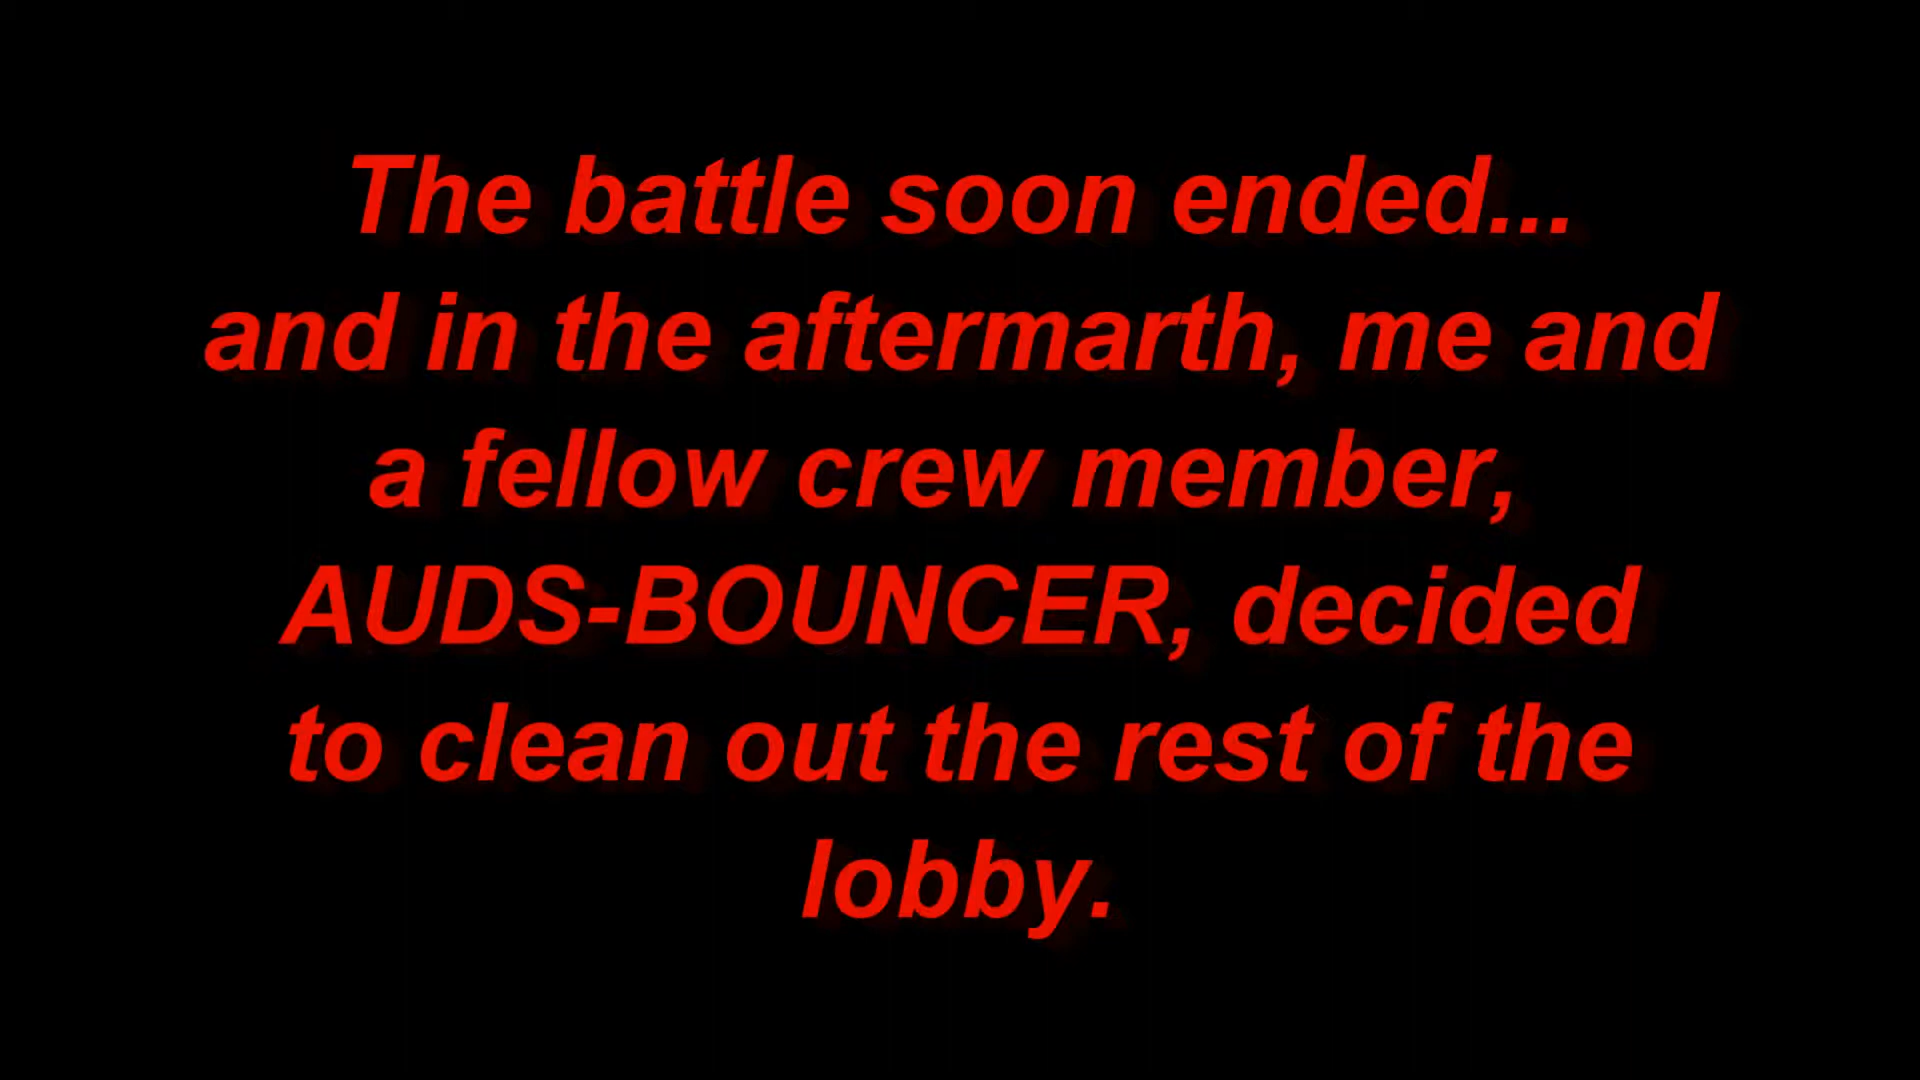 The battle soon ended...
and in the aftermarth, me and
a fellow crew member,
AUDS-BOUNCER, decided
to clean out the rest of the
lobby.